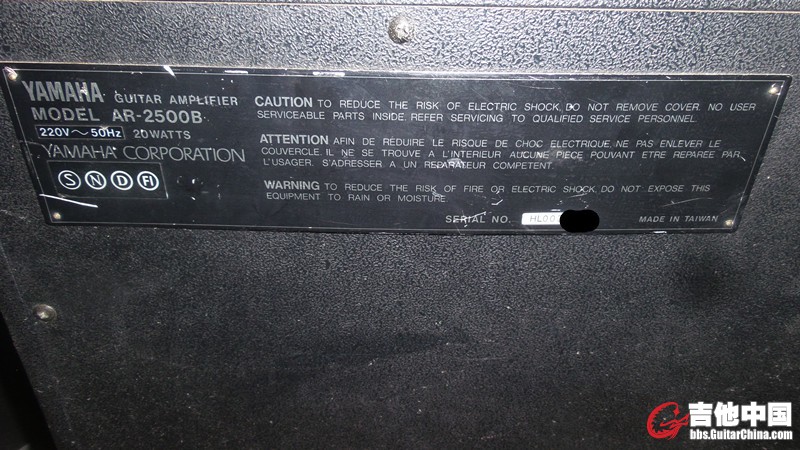 YAMAHA GUITAR AMPLIFIER
MODEL AR-2500B
220V～50Hz 20WATTS
YAMAHA CORPORATION
S N D FI
CAUTION TO REDUCE THE RISK OF ELECTRIC SHOCK, DO NOT REMOVE COVER. NO USER
SERVICEABLE PARTS INSIDE. REFER SERVICING TO QUALIFIED SERVICE PERSONNEL.
ATTENTION AFIN DE RÉDUIRE LE RISQUE DE CHOC ELECTRIQUE, NE PAS ENLEVER LE
COUVERCLE. IL NE SE TROUVE A L'INTERIEUR AUCUNE PIECE POUVANT ETRE REPAREE PAR
L'USAGER. S'ADRESSER A UN REPARATEUR COMPETENT.
WARNING TO REDUCE THE RISK OF FIRE OR ELECTRIC SHOCK, DO NOT EXPOSE THIS
EQUIPMENT TO RAIN OR MOISTURE.
SERIAL NO. HL00 MADE IN TAIWAN
吉他中国
bbs.GuitarChina.com